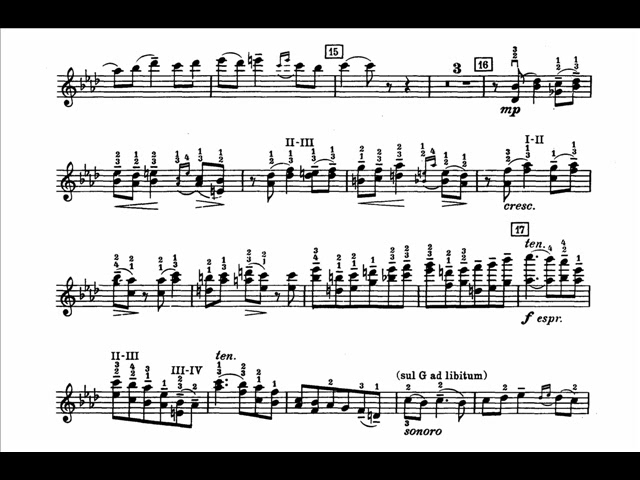 15
3
16
mp
II-III
I-II
cresc.
17
ten.
f espr.
II-III
III-IV
ten.
(sul G ad libitum)
sonoro